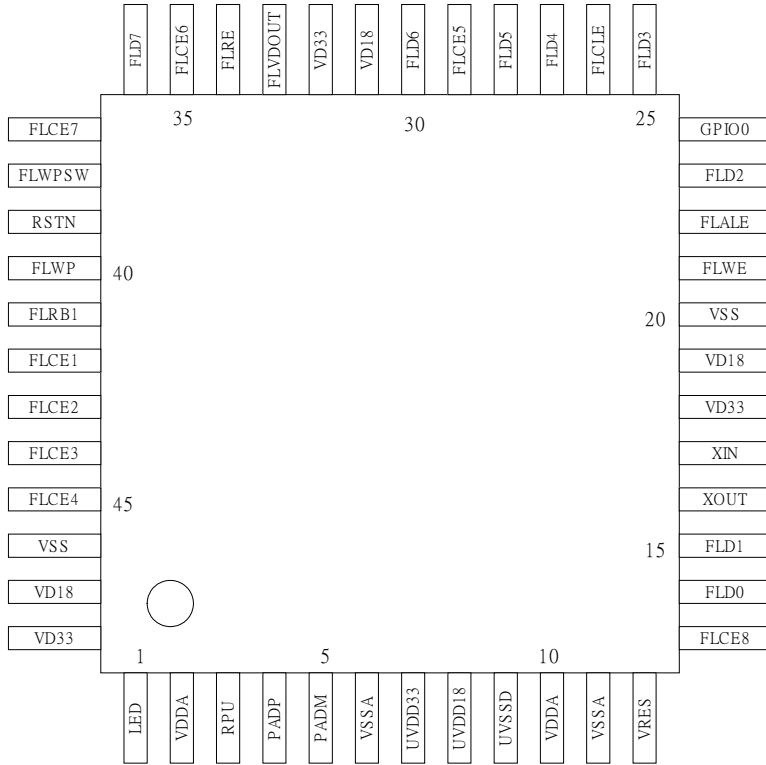 FLD7
FLCE6
FLRE
FLVDOUT
VD33
VD18
FLD6
FLCE5
FLD5
FLD4
FLCLE
FLD3
35
30
25
FLCE7
FLWPSW
RSTN
FLWP
FLRB1
FLCE1
FLCE2
FLCE3
FLCE4
VSS
VD18
VD33
40
45
20
15
GPIO0
FLD2
FLALE
FLWE
VSS
VD18
VD33
XIN
XOUT
FLD1
FLD0
FLCE8
1
5
10
LED
VDDA
RPU
PADP
PADM
VSSA
UVDD33
UVDD18
UVSSD
VDDA
VSSA
VRES